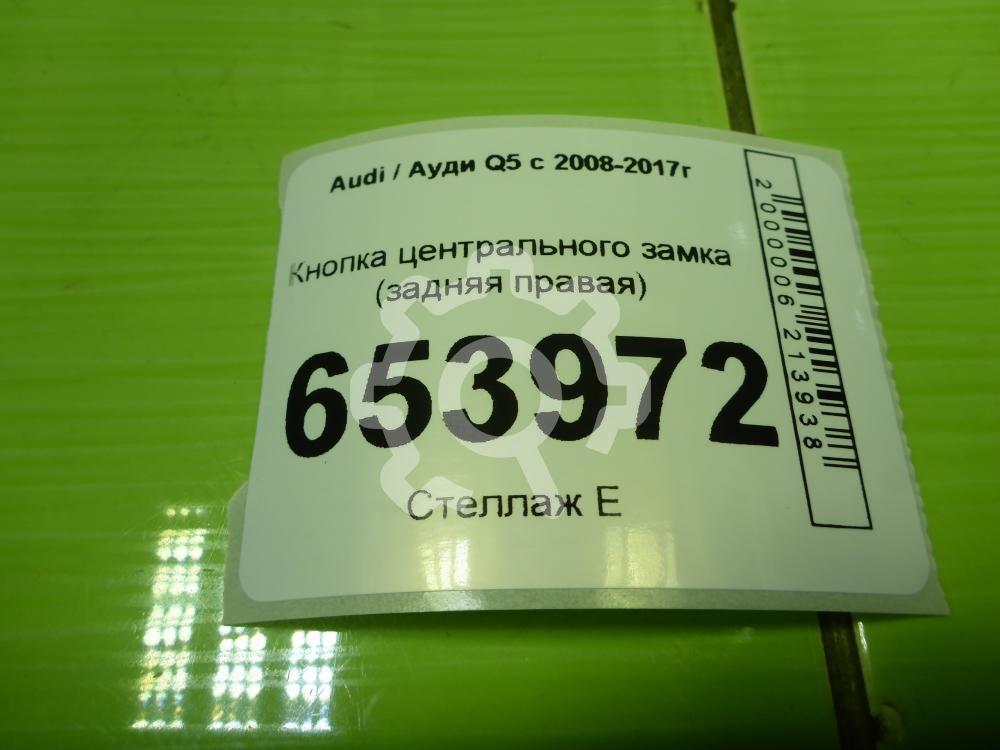 Audi / Ауди Q5 с 2008-2017г
Кнопка центрального замка
(задняя правая)
653972
Стеллаж Е
2000006213938